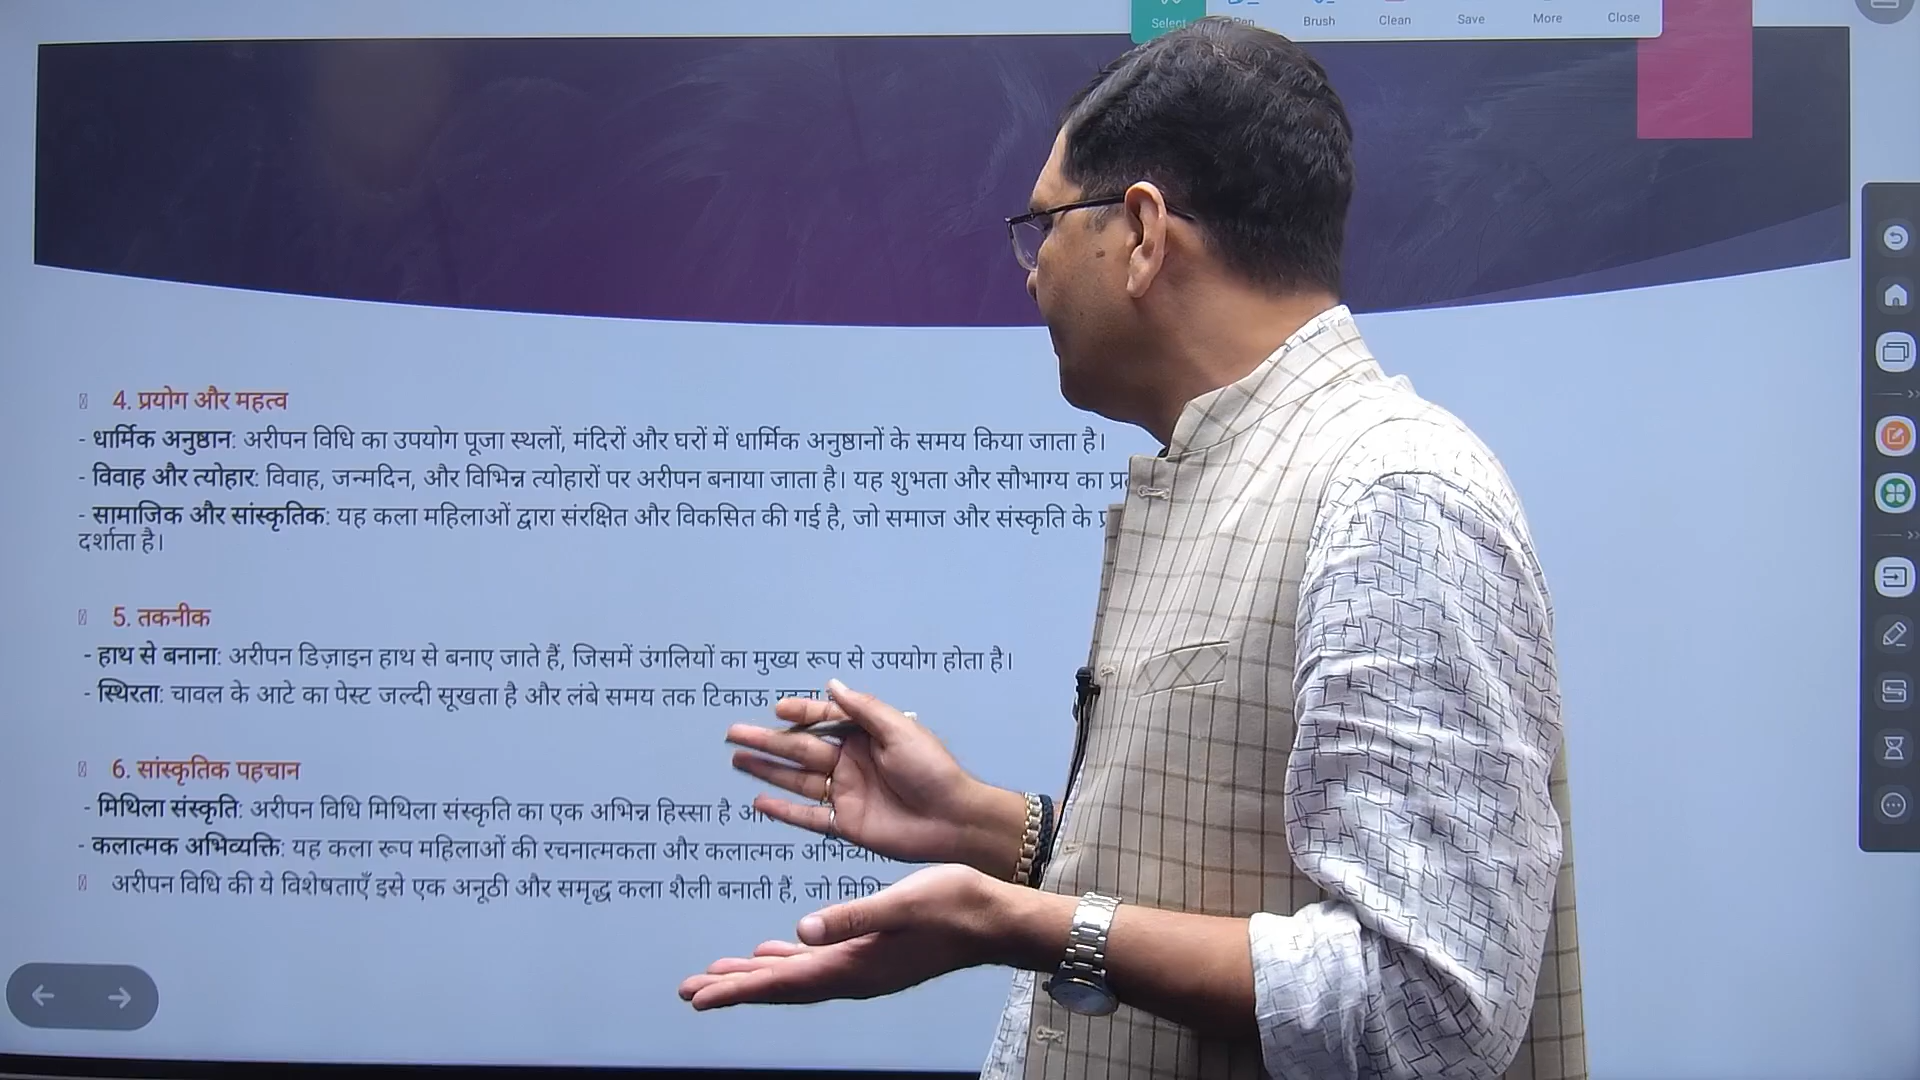 Select Pen Brush Clean Save More Close
4. प्रयोग और महत्व
- धार्मिक अनुष्ठान: अरीपन विधि का उपयोग पूजा स्थलों, मंदिरों और घरों में धार्मिक अनुष्ठानों के समय किया जाता है।
- विवाह और त्योहार: विवाह, जन्मदिन, और विभिन्न त्योहारों पर अरीपन बनाया जाता है। यह शुभता और सौभाग्य का
- सामाजिक और सांस्कृतिक: यह कला महिलाओं द्वारा संरक्षित और विकसित की गई है, जो समाज और संस्कृति के
दर्शाता है।
5. तकनीक
- हाथ से बनाना: अरीपन डिज़ाइन हाथ से बनाए जाते हैं, जिसमें उंगलियों का मुख्य रूप से उपयोग होता है।
- स्थिरता: चावल के आटे का पेस्ट जल्दी सूखता है और लंबे समय तक टिकाऊ
6. सांस्कृतिक पहचान
- मिथिला संस्कृति: अरीपन विधि मिथिला संस्कृति का एक अभिन्न हिस्सा है
- कलात्मक अभिव्यक्ति: यह कला रूप महिलाओं की रचनात्मकता और कलात्मक
अरीपन विधि की ये विशेषताएँ इसे एक अनूठी और समृद्ध कला शैली बनाती हैं, जो